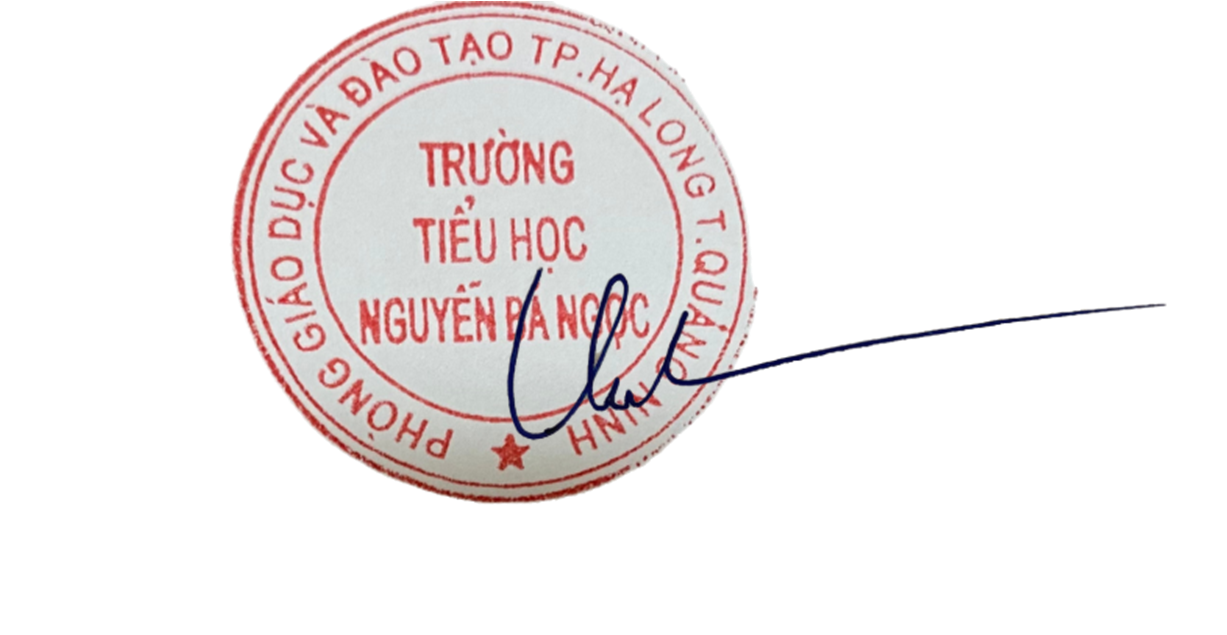 PHÒNG GIÁO DỤC VÀ ĐÀO TẠO TP.HẠ LONG T.QUẢNG NINH
TRƯỜNG
TIỂU HỌC
NGUYỄN BÁ NGỌC